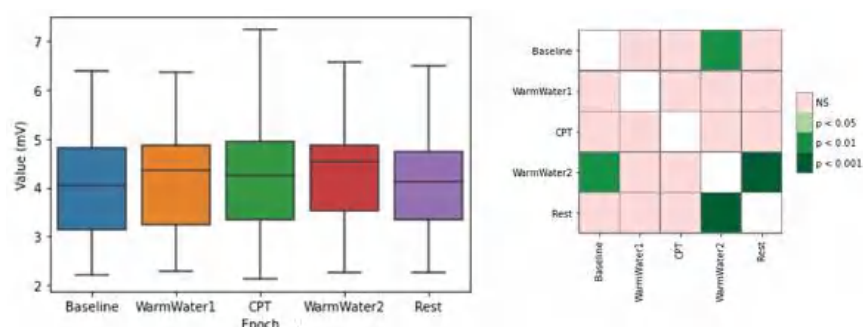 Value (mV)
7
6
5
4
3
2
Baseline
WarmWater1
CPT
WarmWater2
Rest
Epoch
Baseline
WarmWater1
CPT
WarmWater2
Rest
Baseline
WarmWater1
CPT
WarmWater2
Rest
NS
p < 0.05
p < 0.01
p < 0.001